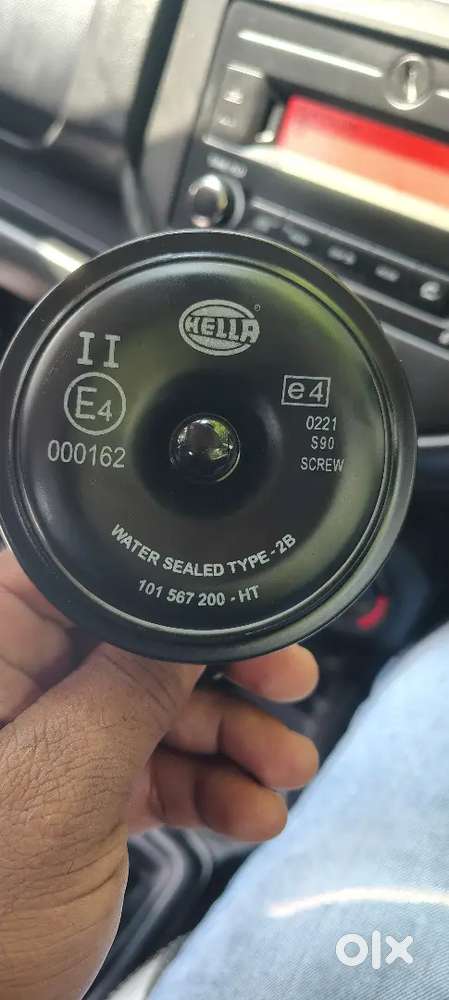 HELLA
®
II
E4
000162
e4
0221
S90
SCREW
WATER SEALED TYPE - 2B
101 567 200 - HT
olx